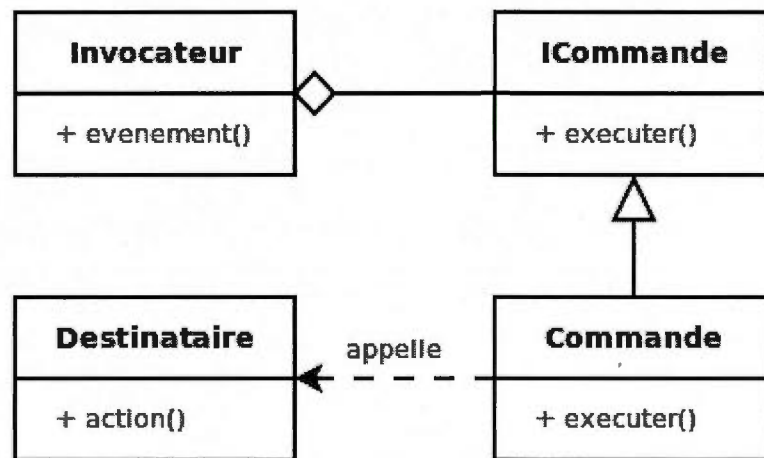 Invocateur
+ evenement()
ICommande
+ executer()
Destinataire
+ action()
appelle
Commande
+ executer()